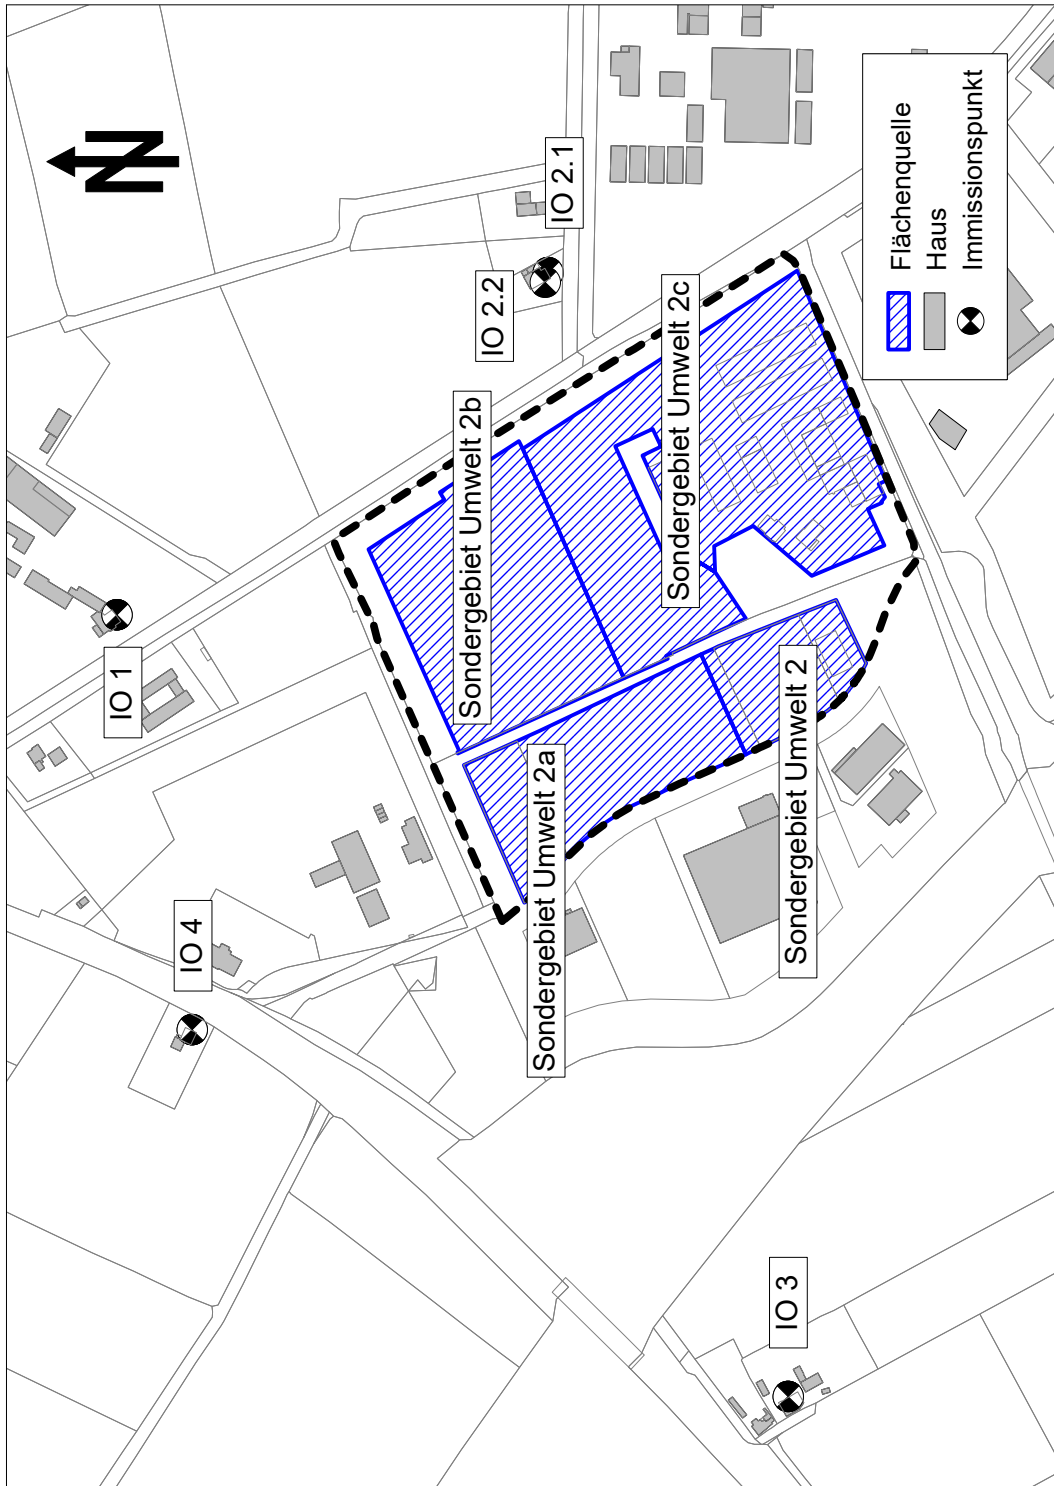 N
IO 1
IO 2.1
IO 2.2
IO 4
IO 3
Sondergebiet Umwelt 2b
Sondergebiet Umwelt 2c
Sondergebiet Umwelt 2a
Sondergebiet Umwelt 2
Flächenquelle
Haus
Immissionspunkt